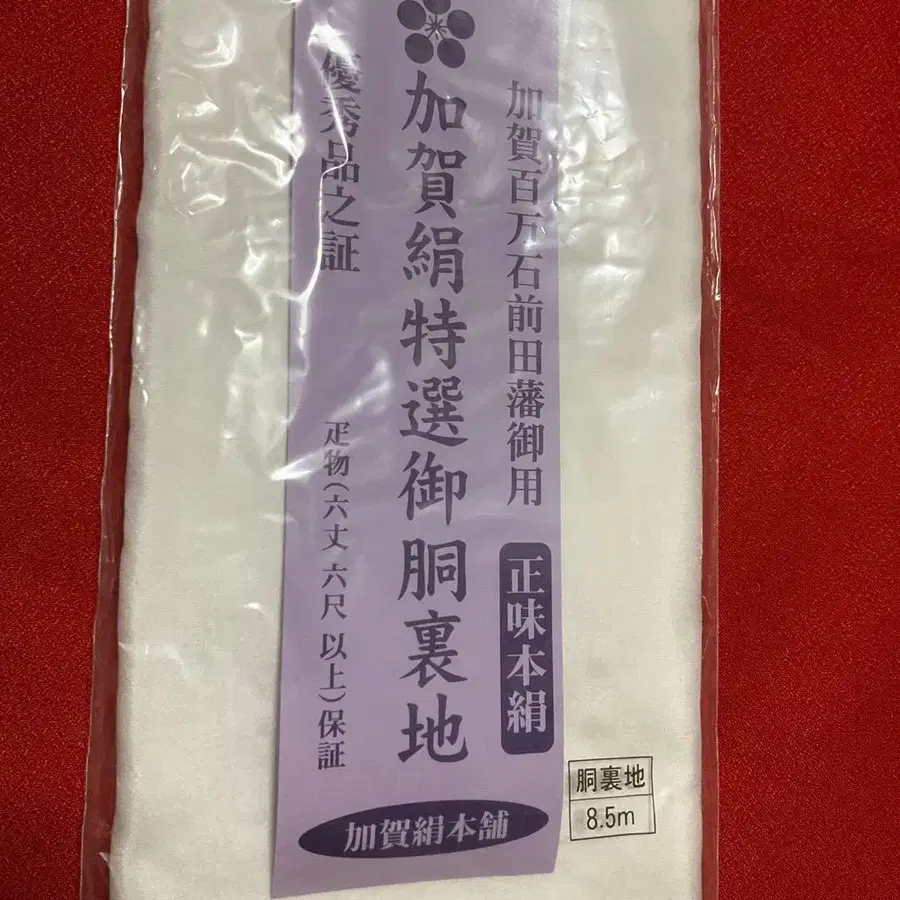 加賀百万石前田藩御用
正味本絹
加賀絹特選御胴裏地
優秀品之証
疋物(六丈六尺以上)保証
加賀絹本舗
胴裏地
8.5m